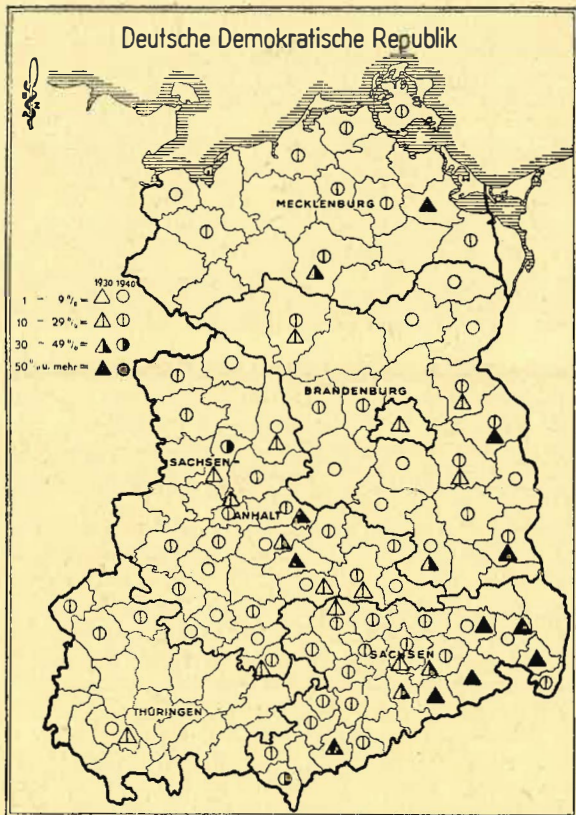 Deutsche Demokratische Republik
MECKLENBURG
1930 1940
1 - 9 % =
10 - 29 % =
30 - 49 % =
50 % u. mehr =
BRANDENBURG
SACHSEN-
ANHALT
SACHSEN
THÜRINGEN